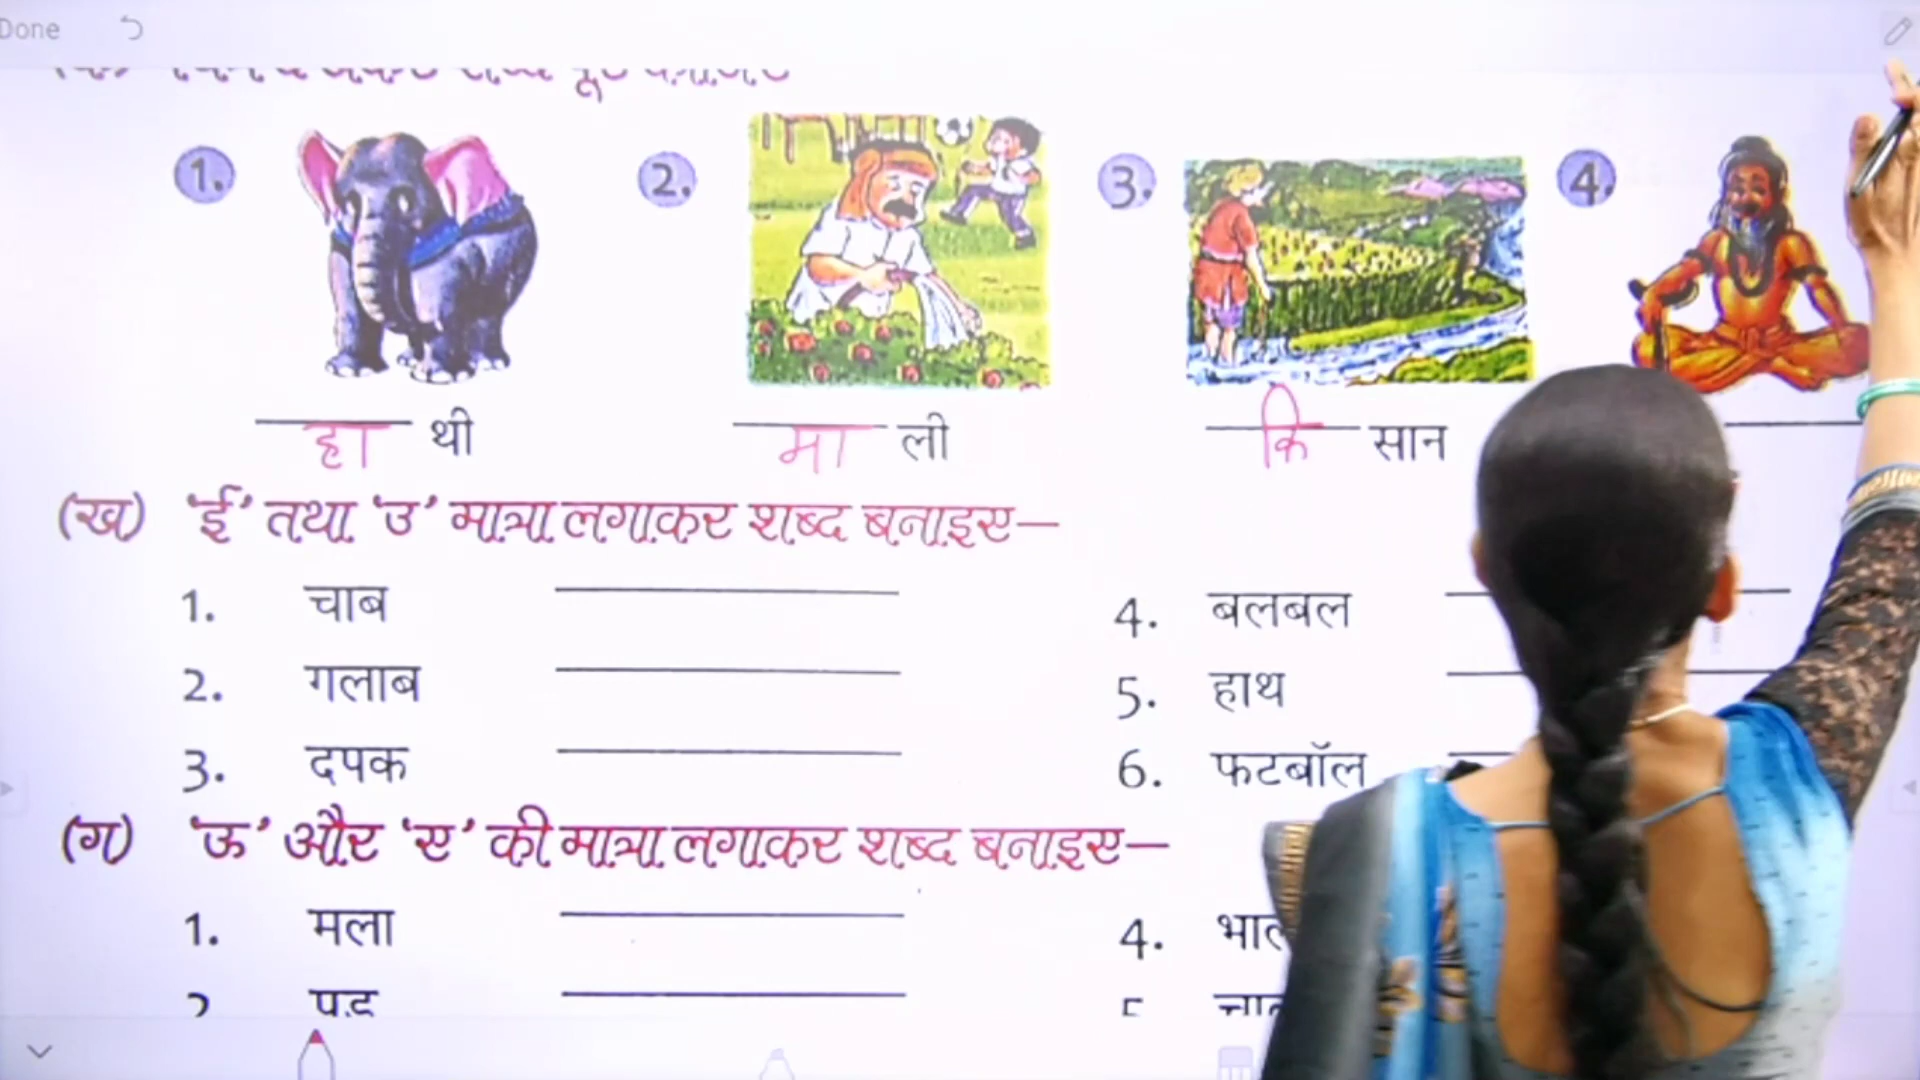 Done
1. 2. 3. 4.
हा थी मा ली कि सान
(ख) 'ई' तथा 'उ' मात्रा लगाकर शब्द बनाइए—
1. चाब 4. बलबल
2. गलाब 5. हाथ
3. दपक 6. फटबॉल
(ग) 'ऊ' और 'ए' की मात्रा लगाकर शब्द बनाइए—
1. मला 4.